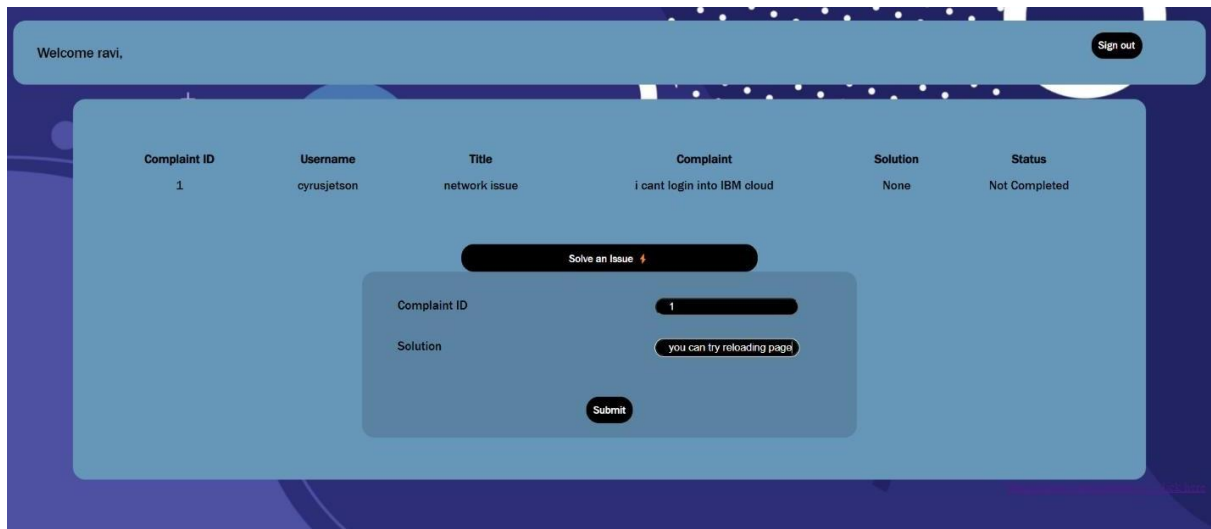 Welcome ravi,
Sign out
Complaint ID Username Title Complaint Solution Status
1 cyrusjetson network issue i cant login into IBM cloud None Not Completed
Solve an Issue
Complaint ID 1
Solution you can try reloading page
Submit